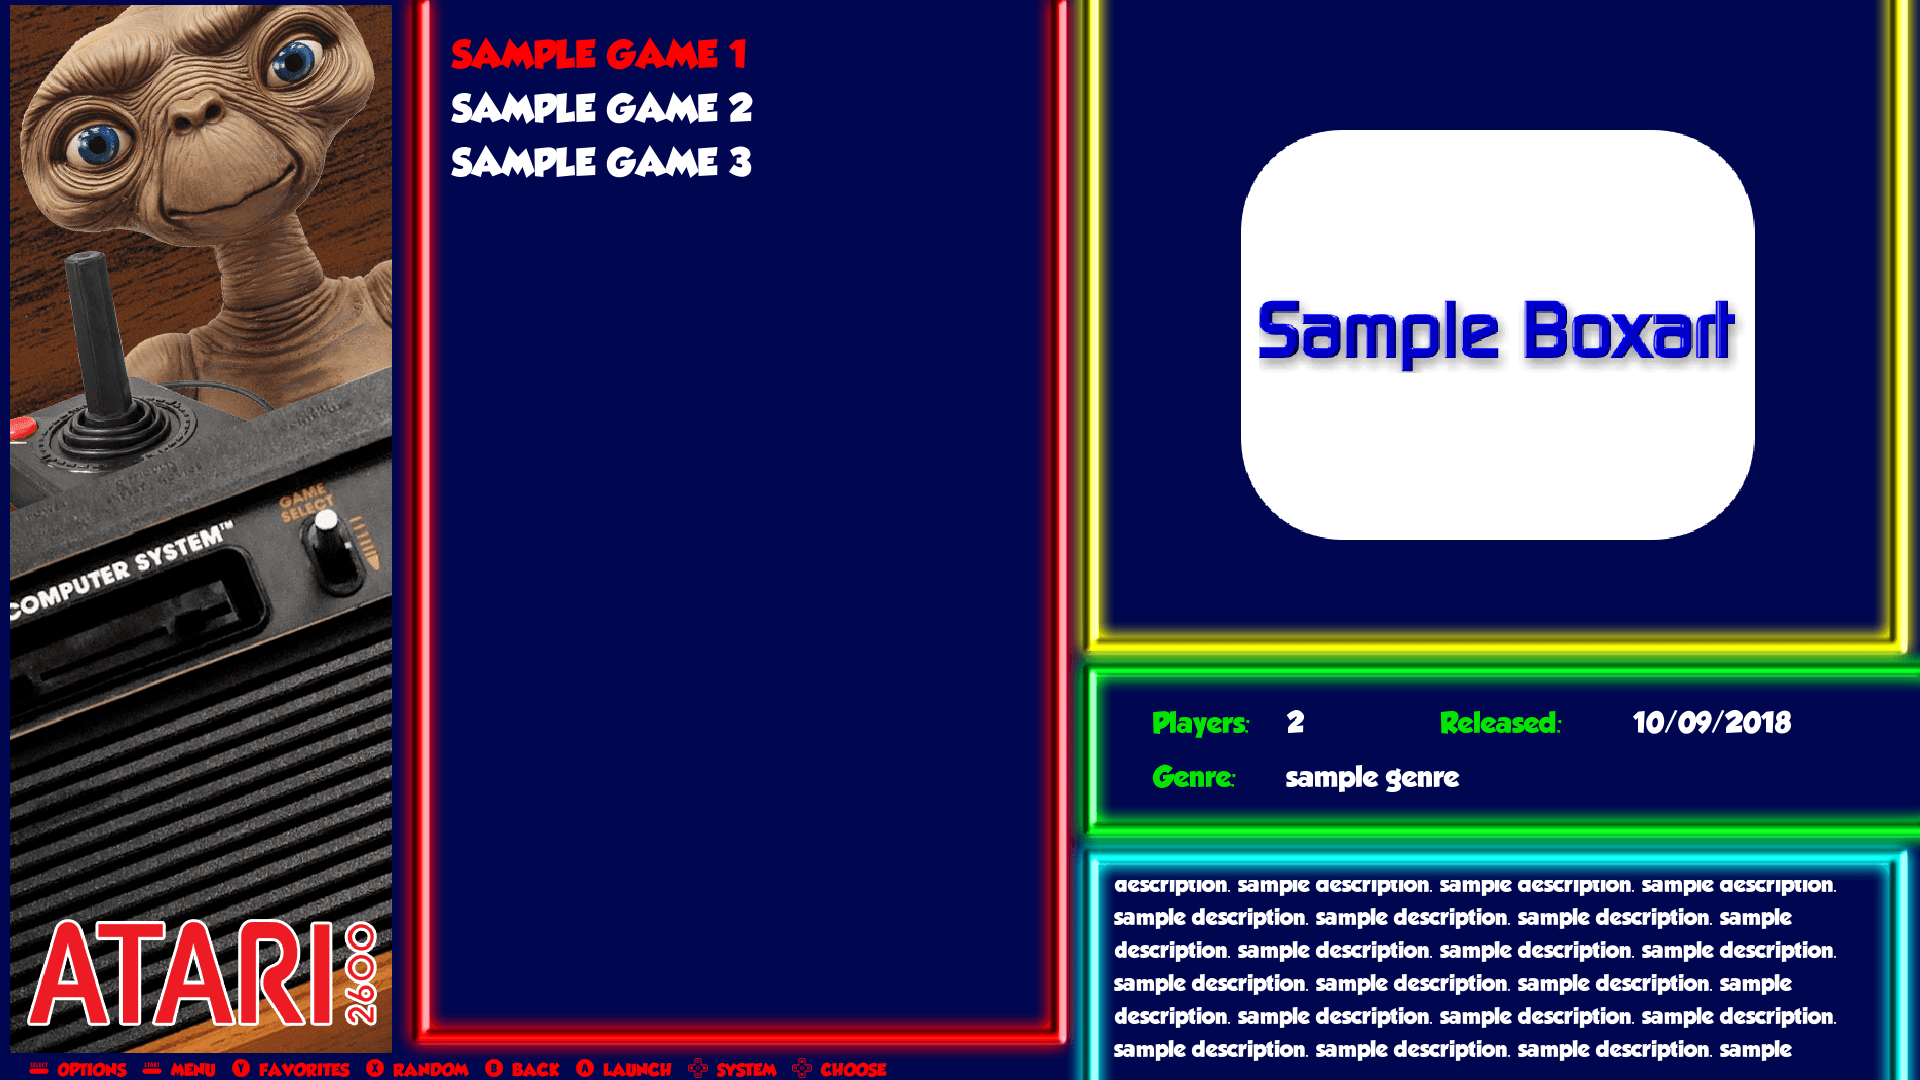 SAMPLE GAME 1
SAMPLE GAME 2
SAMPLE GAME 3
Sample Boxart
GAME
SELECT
COMPUTER SYSTEM™
Players: 2 Released: 10/09/2018
Genre: sample genre
description. sample description. sample description. sample description.
sample description. sample description. sample description. sample
description. sample description. sample description. sample description.
sample description. sample description. sample description. sample
description. sample description. sample description. sample description.
sample description. sample description. sample description. sample
ATARI 2600
SELECT OPTIONS START MENU Y FAVORITES X RANDOM B BACK A LAUNCH SYSTEM CHOOSE